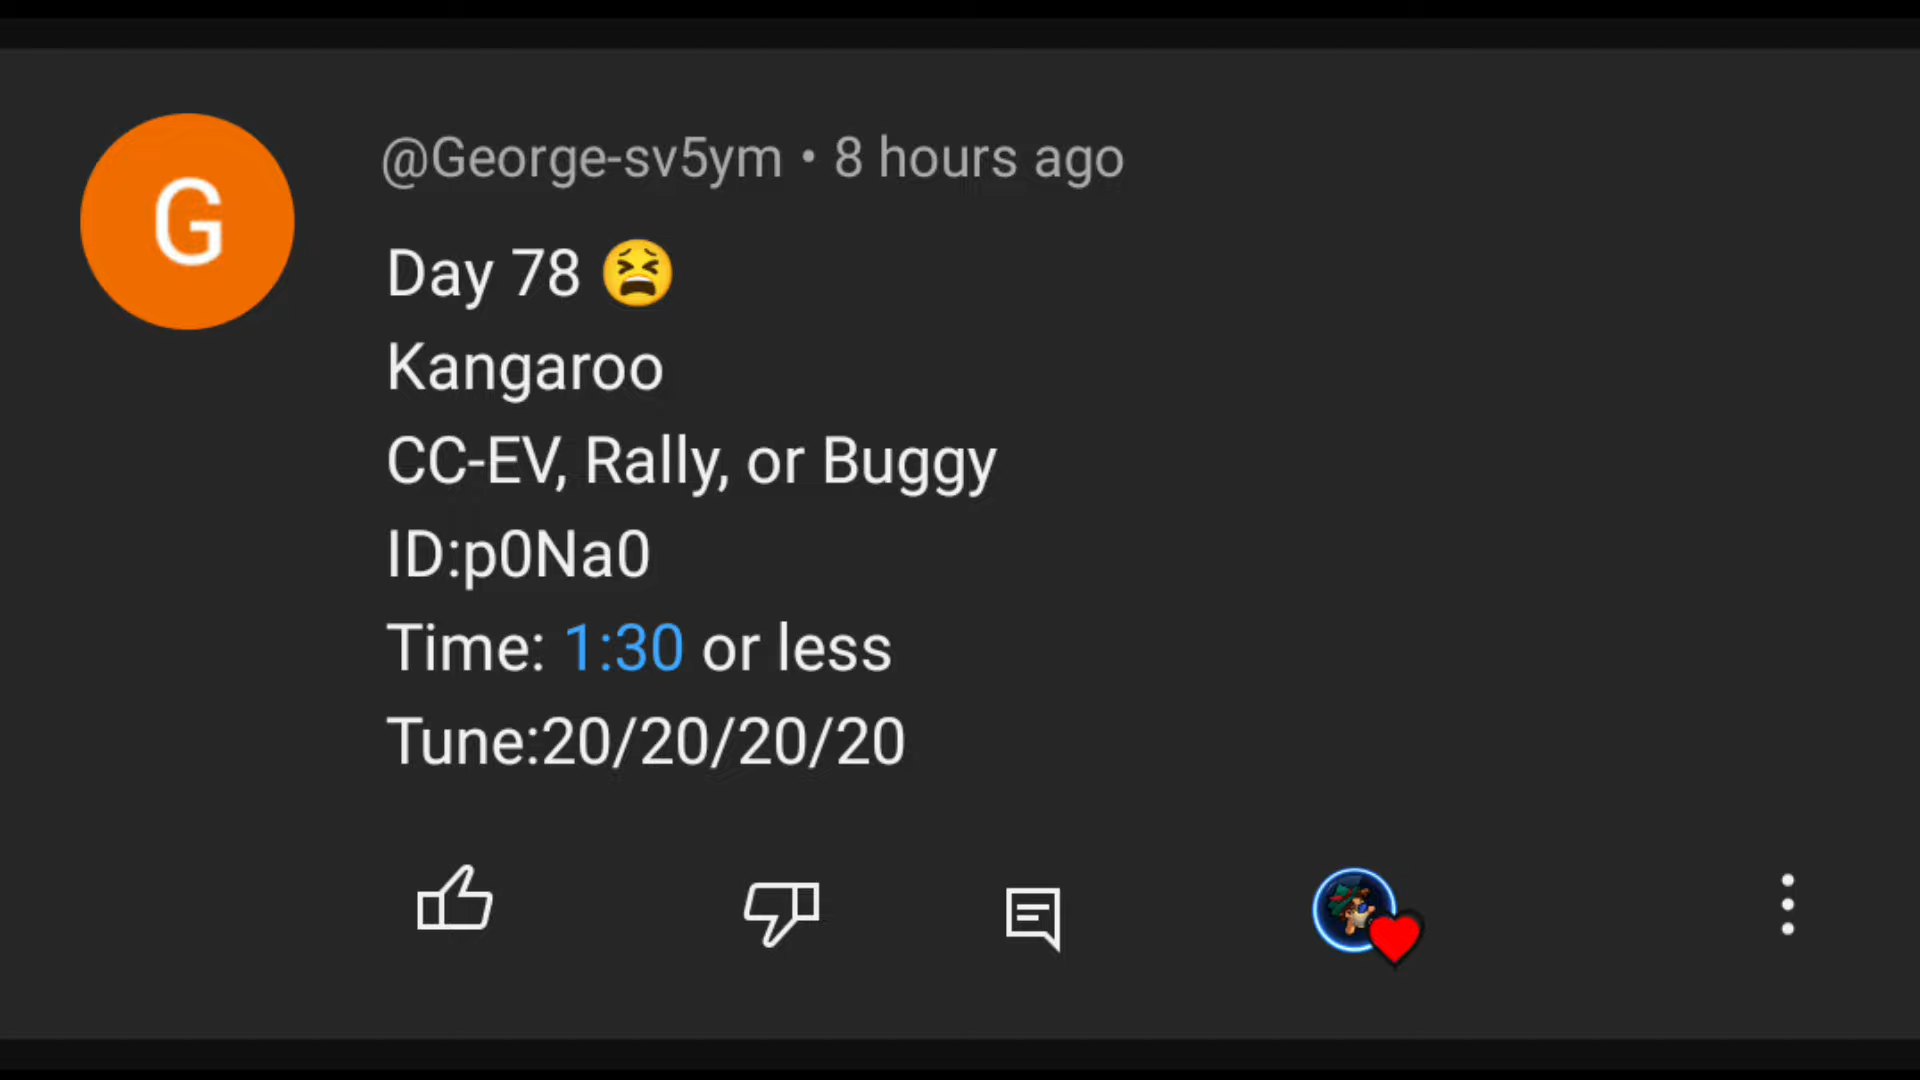 G
@George-sv5ym • 8 hours ago
Day 78 😫
Kangaroo
CC-EV, Rally, or Buggy
ID:p0Na0
Time: 1:30 or less
Tune:20/20/20/20